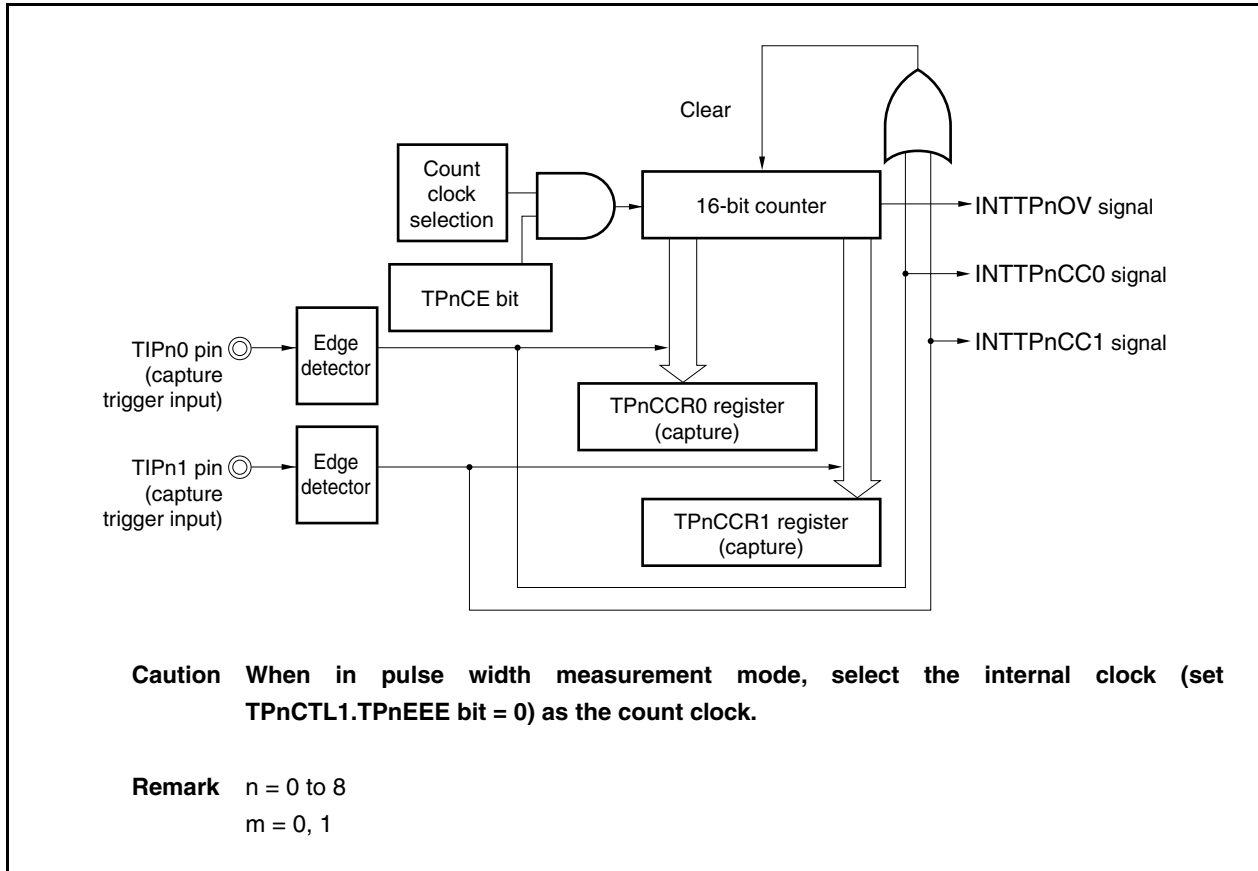 Clear
Count
clock
selection
16-bit counter
INTTPnOV signal
TPnCE bit
INTTPnCC0 signal
TIPn0 pin
(capture
trigger input)
Edge
detector
INTTPnCC1 signal
TPnCCR0 register
(capture)
TIPn1 pin
(capture
trigger input)
Edge
detector
TPnCCR1 register
(capture)
Caution When in pulse width measurement mode, select the internal clock (set
TPnCTL1.TPnEEE bit = 0) as the count clock.
Remark n = 0 to 8
m = 0, 1